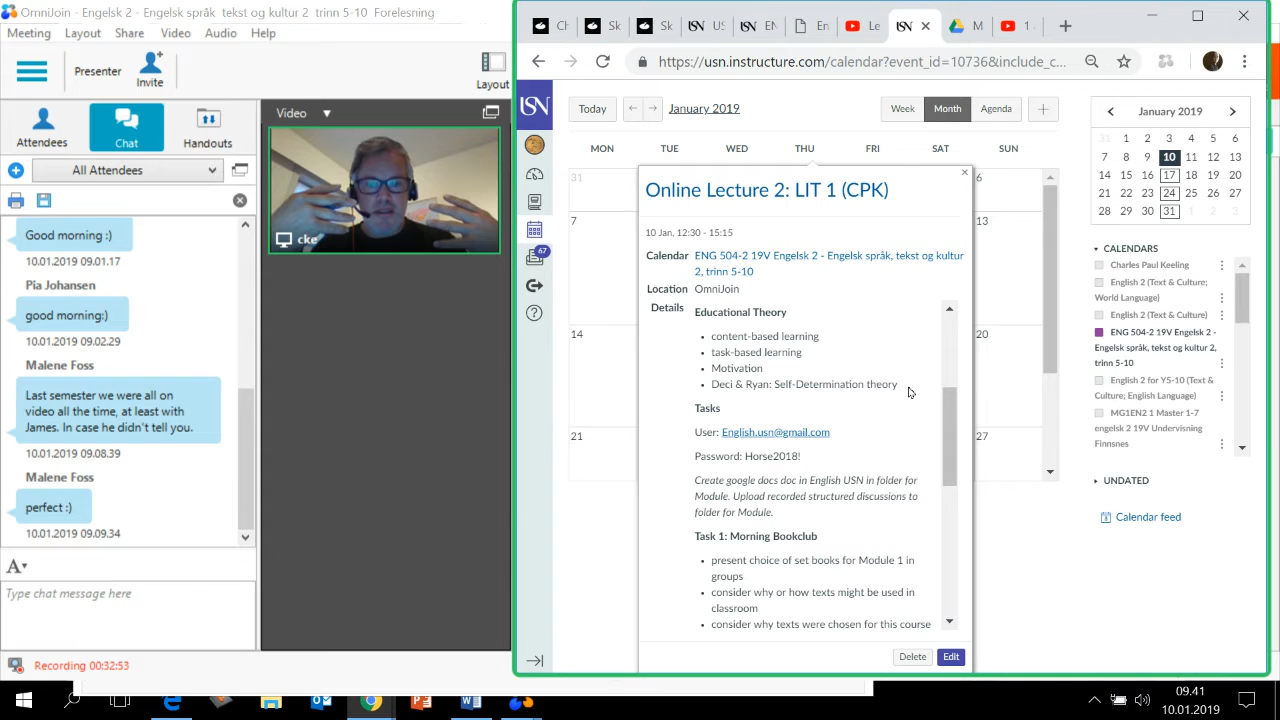 OmniJoin - Engelsk 2 - Engelsk språk, tekst og kultur 2, trinn 5-10  Forelesning
Meeting Layout Share Video Audio Help
Presenter
Invite
Layout
Attendees
Chat
Handouts
All Attendees
Good morning :)
10.01.2019 09.01.17
Pia Johansen
good morning:)
10.01.2019 09.02.29
Malene Foss
Last semester we were all on
video all the time, at least with
James. In case he didn't tell you.
10.01.2019 09.08.39
Malene Foss
perfect :)
10.01.2019 09.09.34
A
Type chat message here
Recording 00:32:53
Video
cke
USN
EN
En
Le
M
https://usn.instructure.com/calendar?event_id=10736&include_c...
USN
67
Today
January 2019
Week
Month
Agenda
MON TUE WED THU FRI SAT SUN
31
6
7
13
14
20
21
27
Online Lecture 2: LIT 1 (CPK)
10 Jan, 12:30 - 15:15
Calendar ENG 504-2 19V Engelsk 2 - Engelsk språk, tekst og kultur
2, trinn 5-10
Location OmniJoin
Details
Educational Theory
• content-based learning
• task-based learning
• Motivation
• Deci & Ryan: Self-Determination theory
Tasks
User: English.usn@gmail.com
Password: Horse2018!
Create google docs doc in English USN in folder for
Module. Upload recorded structured discussions to
folder for Module.
Task 1: Morning Bookclub
• present choice of set books for Module 1 in
groups
• consider why or how texts might be used in
classroom
• consider why texts were chosen for this course
Delete
Edit
January 2019
31 1 2 3 4 5 6
7 8 9 10 11 12 13
14 15 16 17 18 19 20
21 22 23 24 25 26 27
28 29 30 31 1 2 3
CALENDARS
Charles Paul Keeling
English 2 (Text & Culture;
World Language)
English 2 (Text & Culture)
ENG 504-2 19V Engelsk 2 -
Engelsk språk, tekst og kultur 2,
trinn 5-10
English 2 for Y5-10 (Text &
Culture; English Language)
MG1EN2 1 Master 1-7
engelsk 2 19V Undervisning
Finnsnes
UNDATED
Calendar feed
09.41
10.01.2019